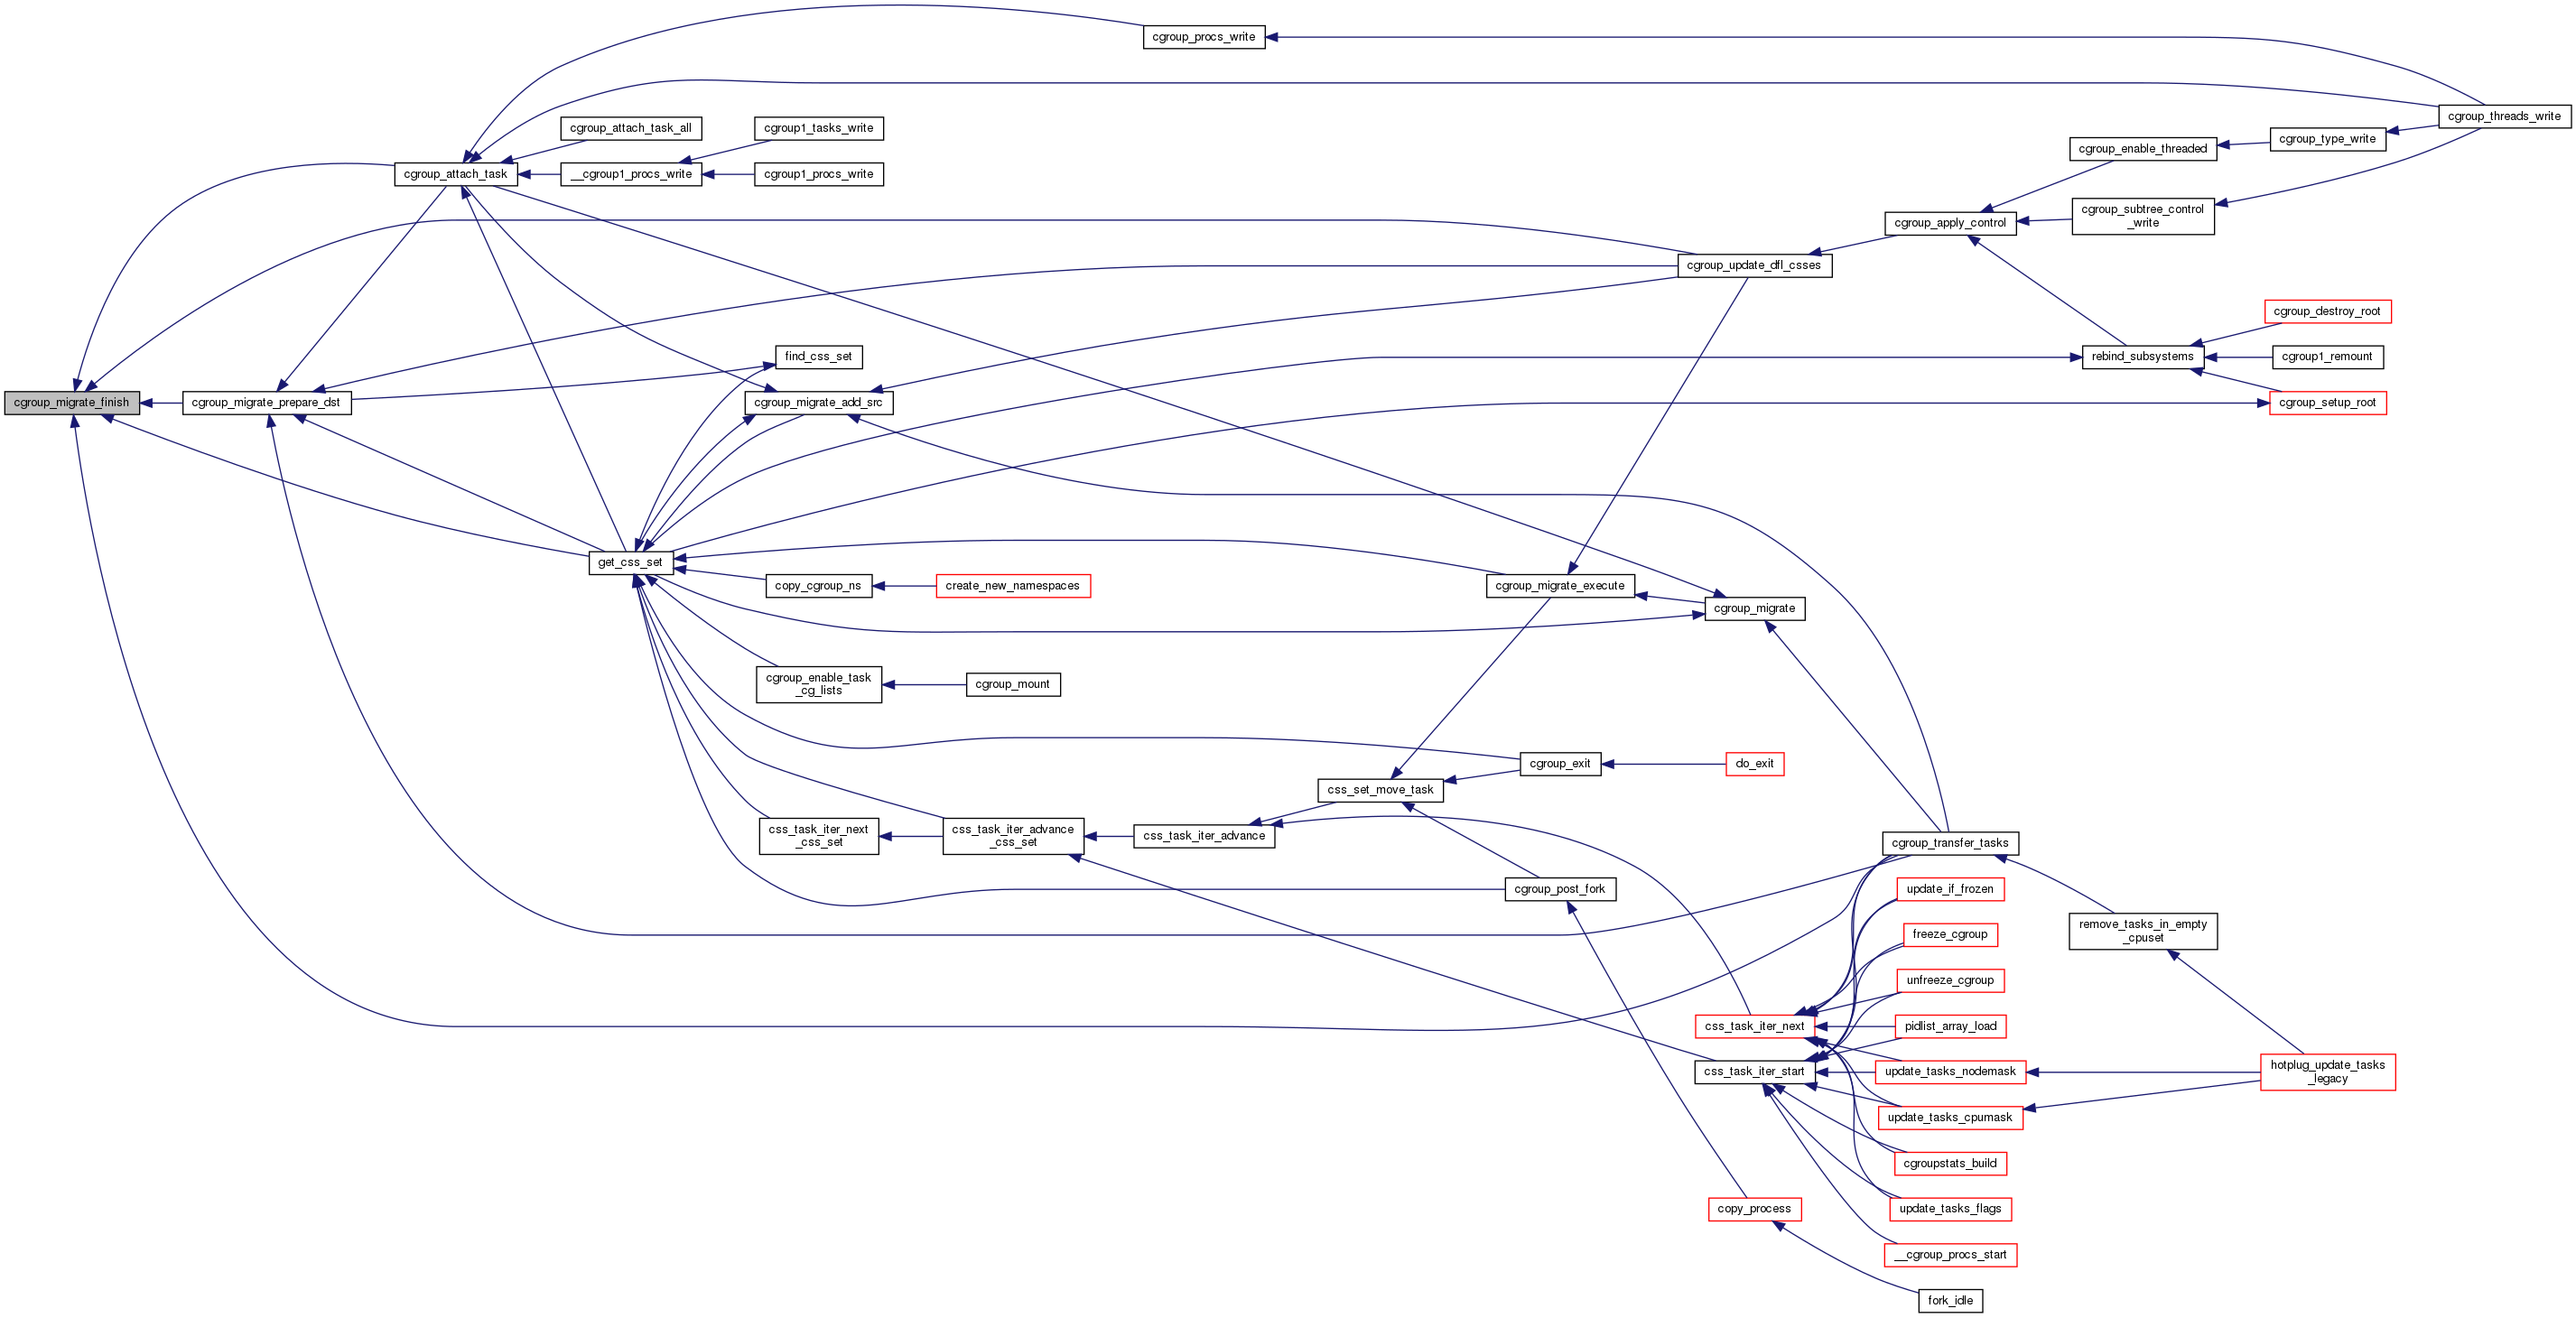 cgroup_procs_write
cgroup_threads_write
cgroup_attach_task_all
cgroup1_tasks_write
cgroup_type_write
cgroup_enable_threaded
cgroup_attach_task
__cgroup1_procs_write
cgroup1_procs_write
cgroup_subtree_control
_write
cgroup_apply_control
cgroup_update_dfl_csses
cgroup_destroy_root
find_css_set
rebind_subsystems
cgroup1_remount
cgroup_migrate_finish
cgroup_migrate_prepare_dst
cgroup_migrate_add_src
cgroup_setup_root
get_css_set
copy_cgroup_ns
create_new_namespaces
cgroup_migrate_execute
cgroup_migrate
cgroup_enable_task
_cg_lists
cgroup_mount
cgroup_exit
do_exit
css_set_move_task
css_task_iter_next
_css_set
css_task_iter_advance
_css_set
css_task_iter_advance
cgroup_transfer_tasks
cgroup_post_fork
update_if_frozen
remove_tasks_in_empty
_cpuset
freeze_cgroup
unfreeze_cgroup
css_task_iter_next
pidlist_array_load
css_task_iter_start
update_tasks_nodemask
hotplug_update_tasks
_legacy
update_tasks_cpumask
cgroupstats_build
copy_process
update_tasks_flags
__cgroup_procs_start
fork_idle